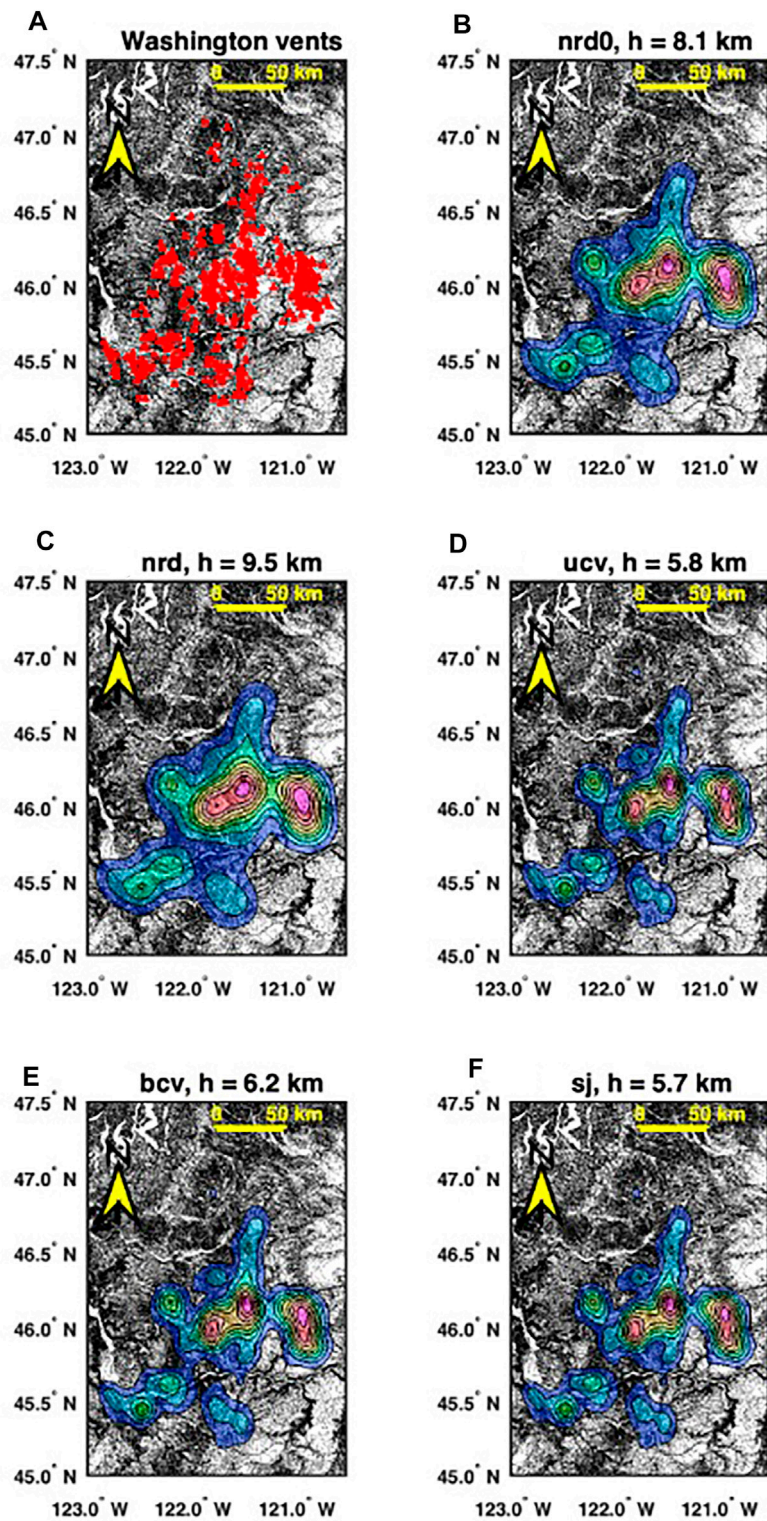 A
Washington vents
0 50 km
N
47.5° N
47.0° N
46.5° N
46.0° N
45.5° N
45.0° N
123.0° W 122.0° W 121.0° W
B
nrd0, h = 8.1 km
0 50 km
N
47.5° N
47.0° N
46.5° N
46.0° N
45.5° N
45.0° N
123.0° W 122.0° W 121.0° W
C
nrd, h = 9.5 km
0 50 km
N
47.5° N
47.0° N
46.5° N
46.0° N
45.5° N
45.0° N
123.0° W 122.0° W 121.0° W
D
ucv, h = 5.8 km
0 50 km
N
47.5° N
47.0° N
46.5° N
46.0° N
45.5° N
45.0° N
123.0° W 122.0° W 121.0° W
E
bcv, h = 6.2 km
0 50 km
N
47.5° N
47.0° N
46.5° N
46.0° N
45.5° N
45.0° N
123.0° W 122.0° W 121.0° W
F
sj, h = 5.7 km
0 50 km
N
47.5° N
47.0° N
46.5° N
46.0° N
45.5° N
45.0° N
123.0° W 122.0° W 121.0° W